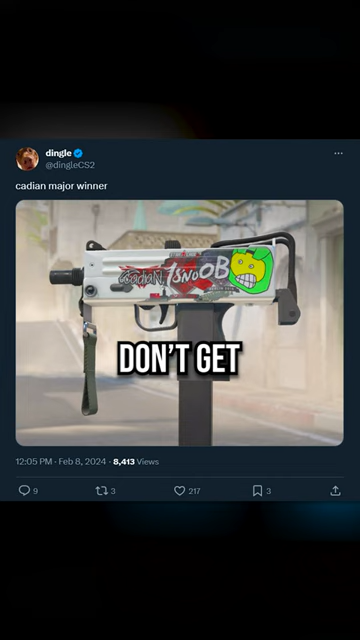 dingle
@dingleCS2
cadian major winner
cadiaN
1SNOOB
DON'T GET
12:05 PM · Feb 8, 2024 · 8,413 Views
9
3
217
3